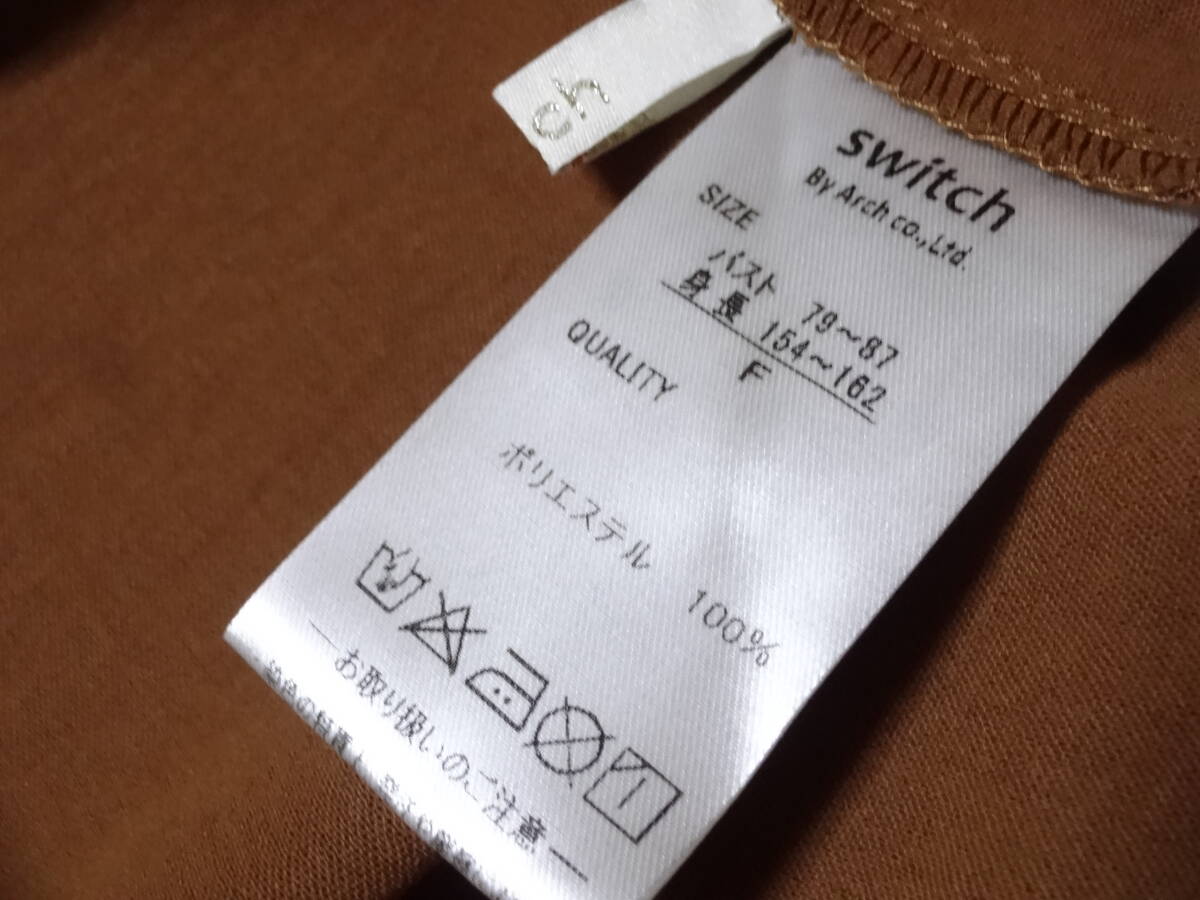 ch
switch
By Arch co.,Ltd.
SIZE
バスト 79～87
身長 154～162
F
QUALITY
ポリエステル 100%
—お取り扱いのご注意—